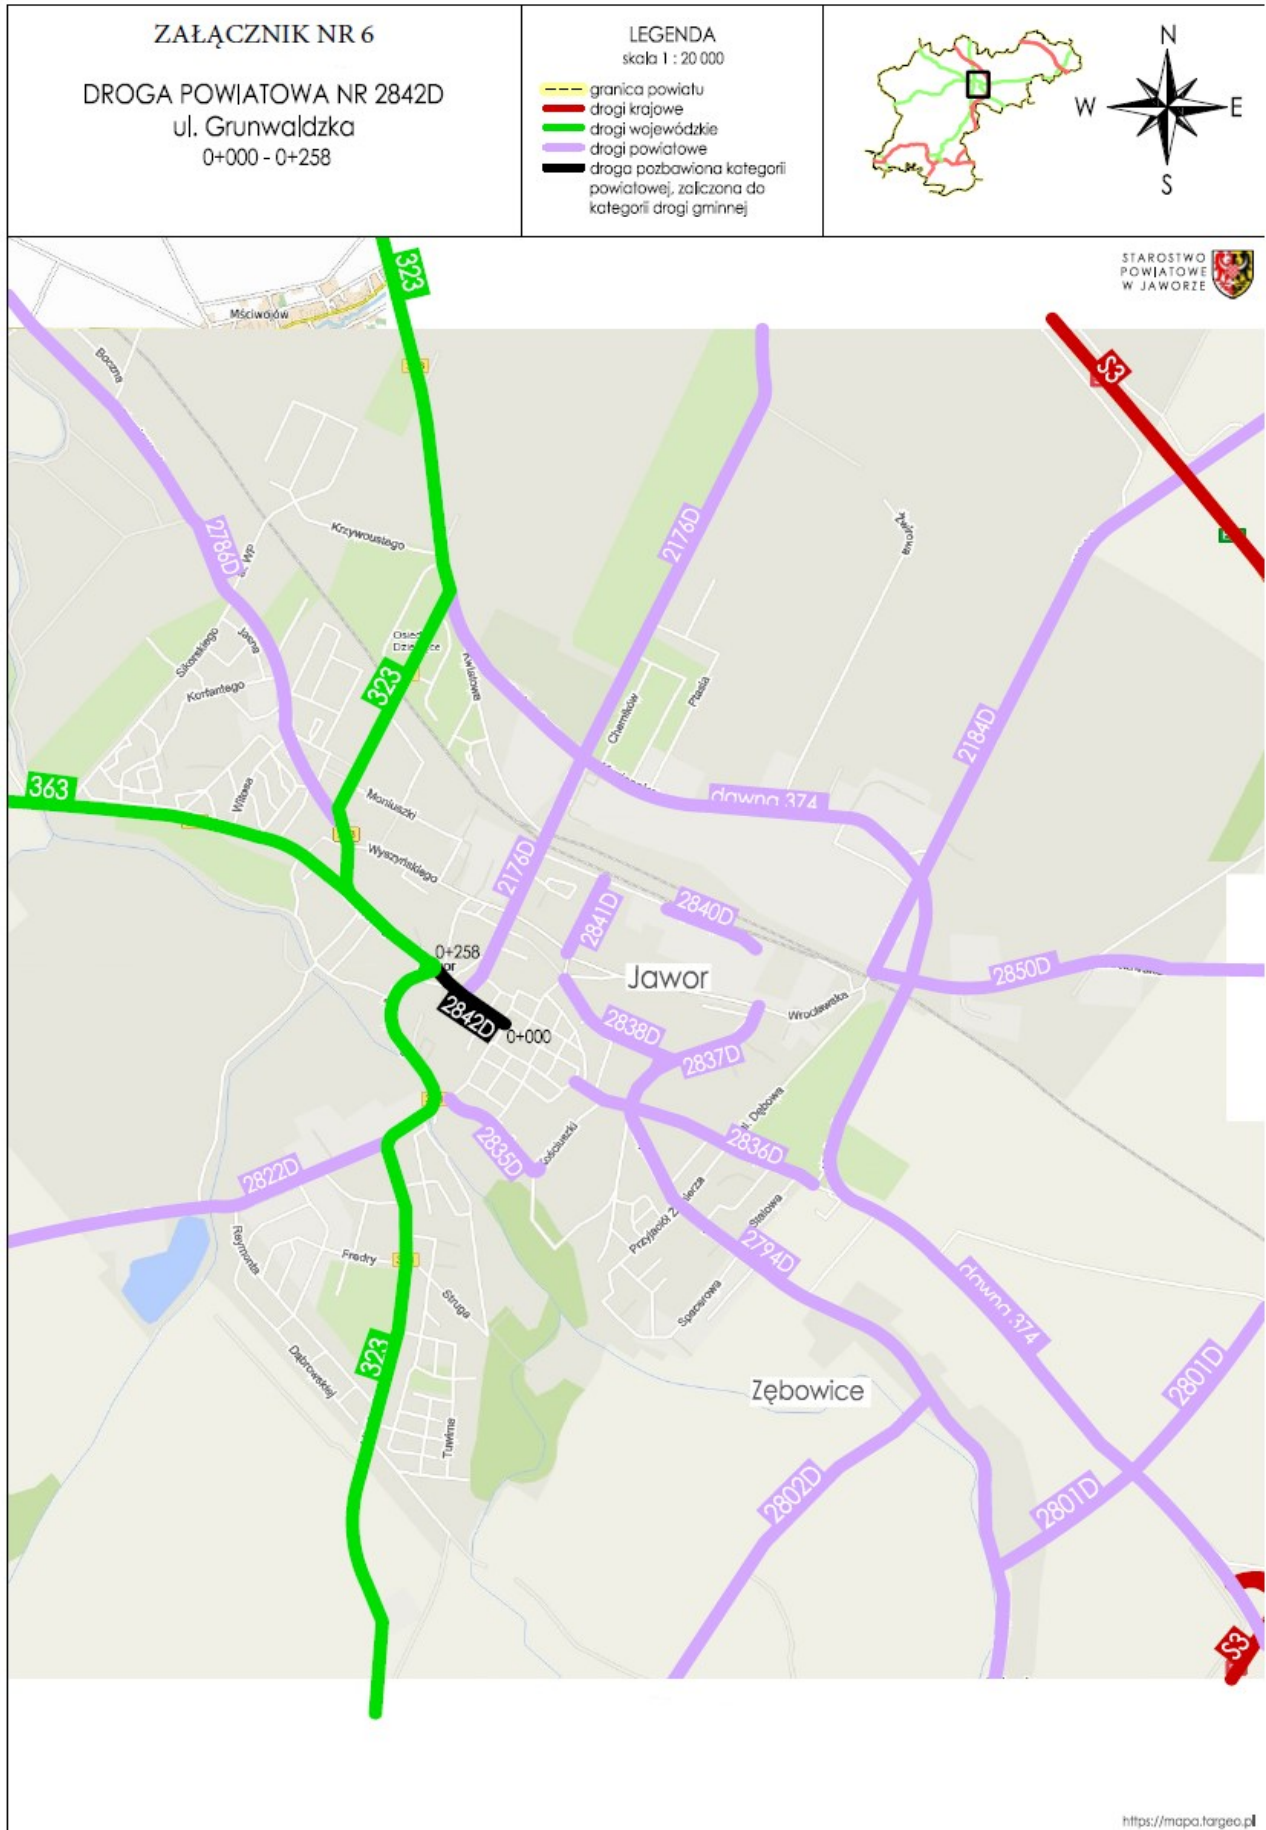 ZAŁĄCZNIK NR 6
DROGA POWIATOWA NR 2842D
ul. Grunwaldzka
0+000 - 0+258
LEGENDA
skala 1 : 20 000
granica powiatu
drogi krajowe
drogi wojewódzkie
drogi powiatowe
droga pozbawiona kategorii
powiatowej, zaliczona do
kategorii drogi gminnej
N
W
E
S
STAROSTWO
POWIATOWE
W JAWORZE
323
Mściwojów
S3
Boczna
2786D
WP
Krzywoustego
2176D
Żwirowa
Sikorskiego
Jasna
Korfantego
323
Kwiatowa
Chemików
Ptasia
2184D
363
Witosa
Moniuszki
dawna 374
Wyszyńskiego
2176D
2841D
2840D
0+258
Jawor
2850D
2842D
0+000
2838D
Wrocławska
2837D
Dębowa
2835D
2836D
2822D
Stalowa
Reymonta
Fredry
Struga
Spacerowa
2794D
dawna 374
Dąbrowskiej
323
Zębowice
2801D
Tuwima
2802D
2801D
S3
https://mapa.targeo.pl